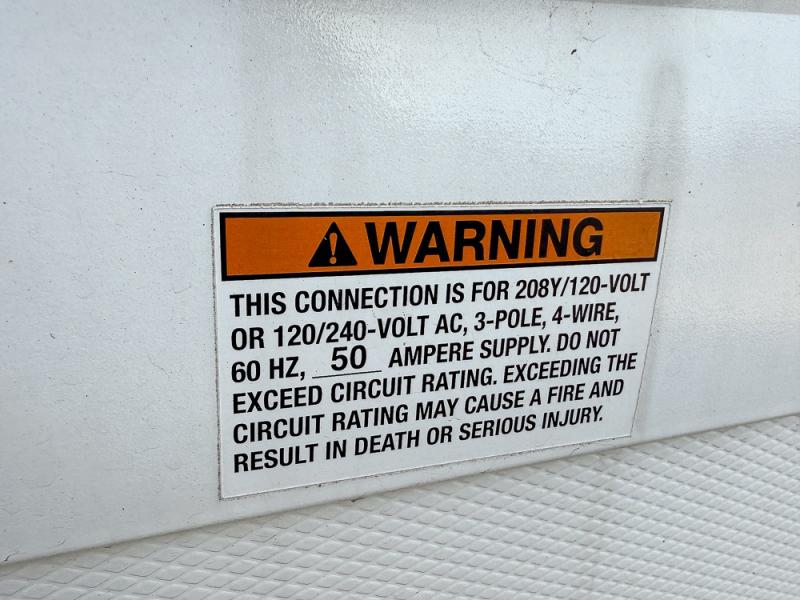 WARNING
THIS CONNECTION IS FOR 208Y/120-VOLT
OR 120/240-VOLT AC, 3-POLE, 4-WIRE,
60 HZ, 50 AMPERE SUPPLY. DO NOT
EXCEED CIRCUIT RATING. EXCEEDING THE
CIRCUIT RATING MAY CAUSE A FIRE AND
RESULT IN DEATH OR SERIOUS INJURY.